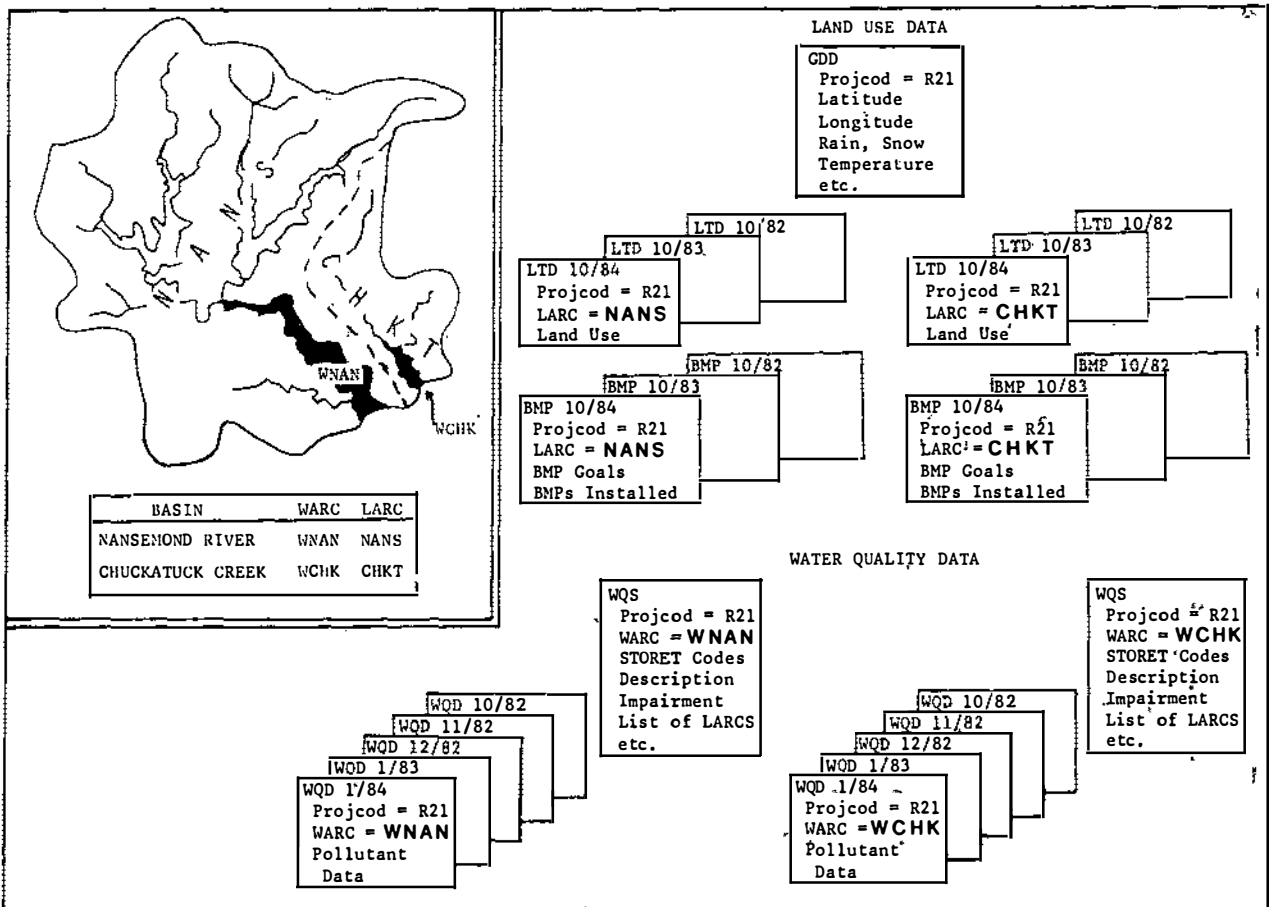 N A N S
C H K T
WNAN
WCHK
BASIN WARC LARC
NANSEMOND RIVER WNAN NANS
CHUCKATUCK CREEK WCHK CHKT
LAND USE DATA
GDD
Projcod = R21
Latitude
Longitude
Rain, Snow
Temperature
etc.
LTD 10/82
LTD 10/83
LTD 10/84
Projcod = R21
LARC = NANS
Land Use
LTD 10/82
LTD 10/83
LTD 10/84
Projcod = R21
LARC = CHKT
Land Use
BMP 10/82
BMP 10/83
BMP 10/84
Projcod = R21
LARC = NANS
BMP Goals
BMPs Installed
BMP 10/82
BMP 10/83
BMP 10/84
Projcod = R21
LARC = CHKT
BMP Goals
BMPs Installed
WATER QUALITY DATA
WQS
Projcod = R21
WARC = WNAN
STORET Codes
Description
Impairment
List of LARCS
etc.
WQS
Projcod = R21
WARC = WCHK
STORET Codes
Description
Impairment
List of LARCS
etc.
WQD 10/82
WQD 11/82
WQD 12/82
WQD 1/83
WQD 1/84
Projcod = R21
WARC = WNAN
Pollutant
Data
WQD 10/82
WQD 11/82
WQD 12/82
WQD 1/83
WQD 1/84
Projcod = R21
WARC = WCHK
Pollutant
Data